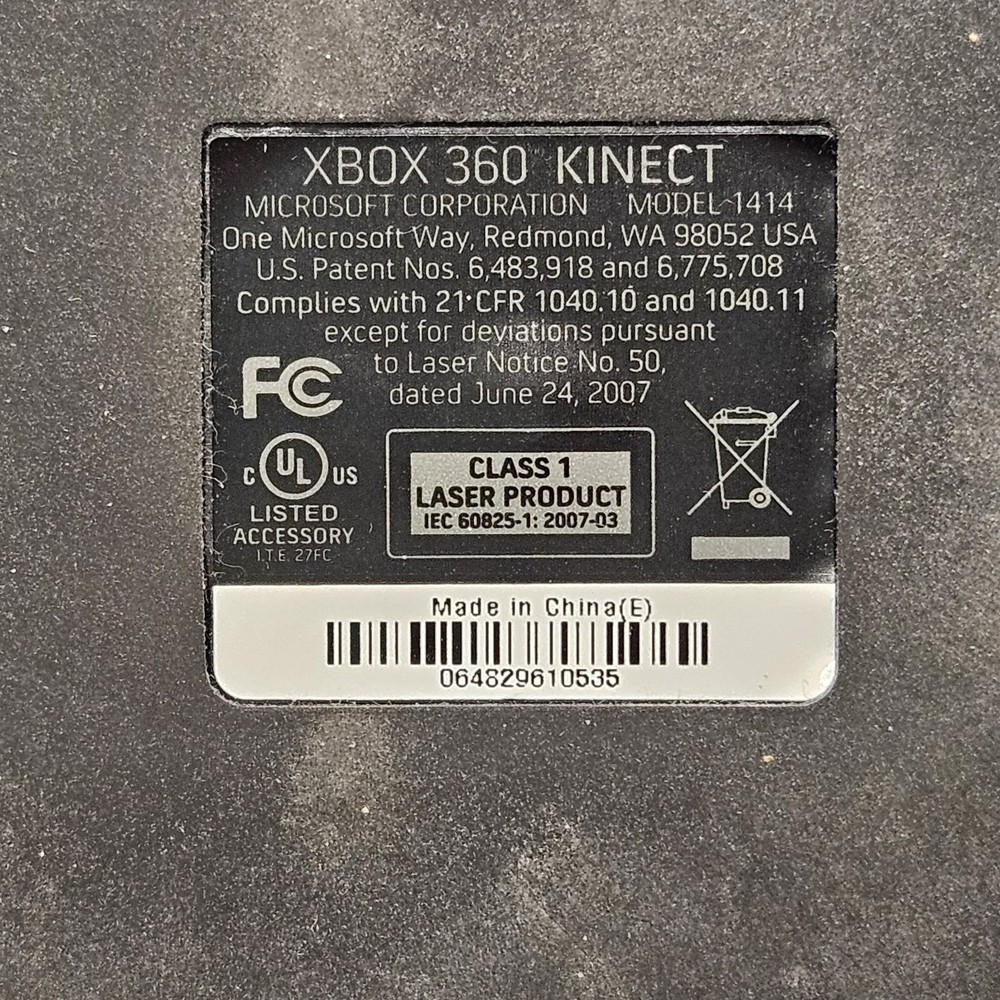 XBOX 360™ KINECT
MICROSOFT CORPORATION MODEL 1414
One Microsoft Way, Redmond, WA 98052 USA
U.S. Patent Nos. 6,483,918 and 6,775,708
Complies with 21 CFR 1040.10 and 1040.11
except for deviations pursuant
to Laser Notice No. 50,
dated June 24, 2007
FC
C UL US
LISTED
ACCESSORY
I.T.E. 27FC
CLASS 1
LASER PRODUCT
IEC 60825-1: 2007-03
Made in China(E)
064829610535